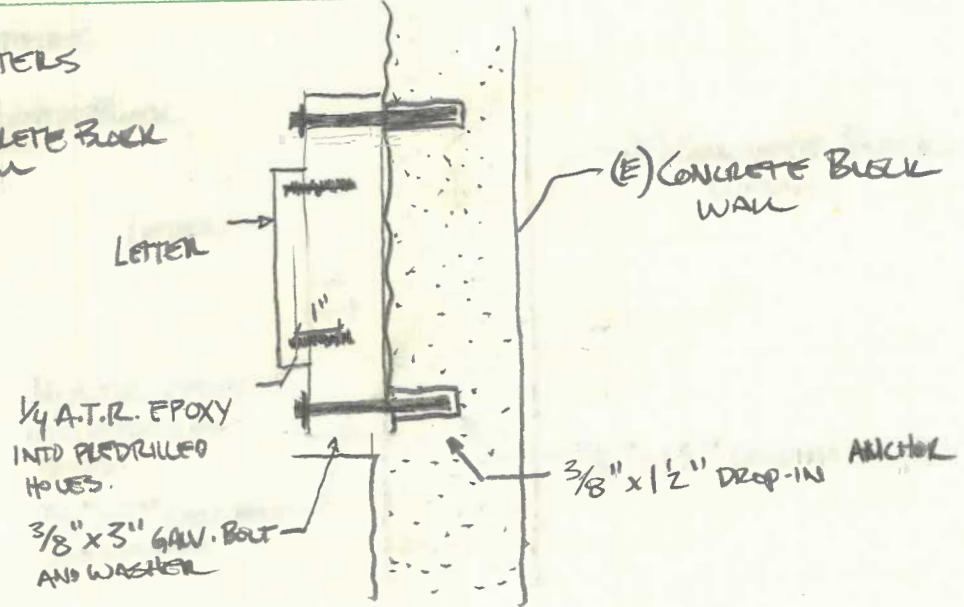 TERS
RETE BLOCK
LETTER
(E) CONCRETE BLOCK
WALL
1"
1/4 A.T.R. EPOXY
INTO PREDRILLED
HOLES.
3/8" x 3" GALV. BOLT
AND WASHER
3/8" x 1 1/2" DROP-IN ANCHOR